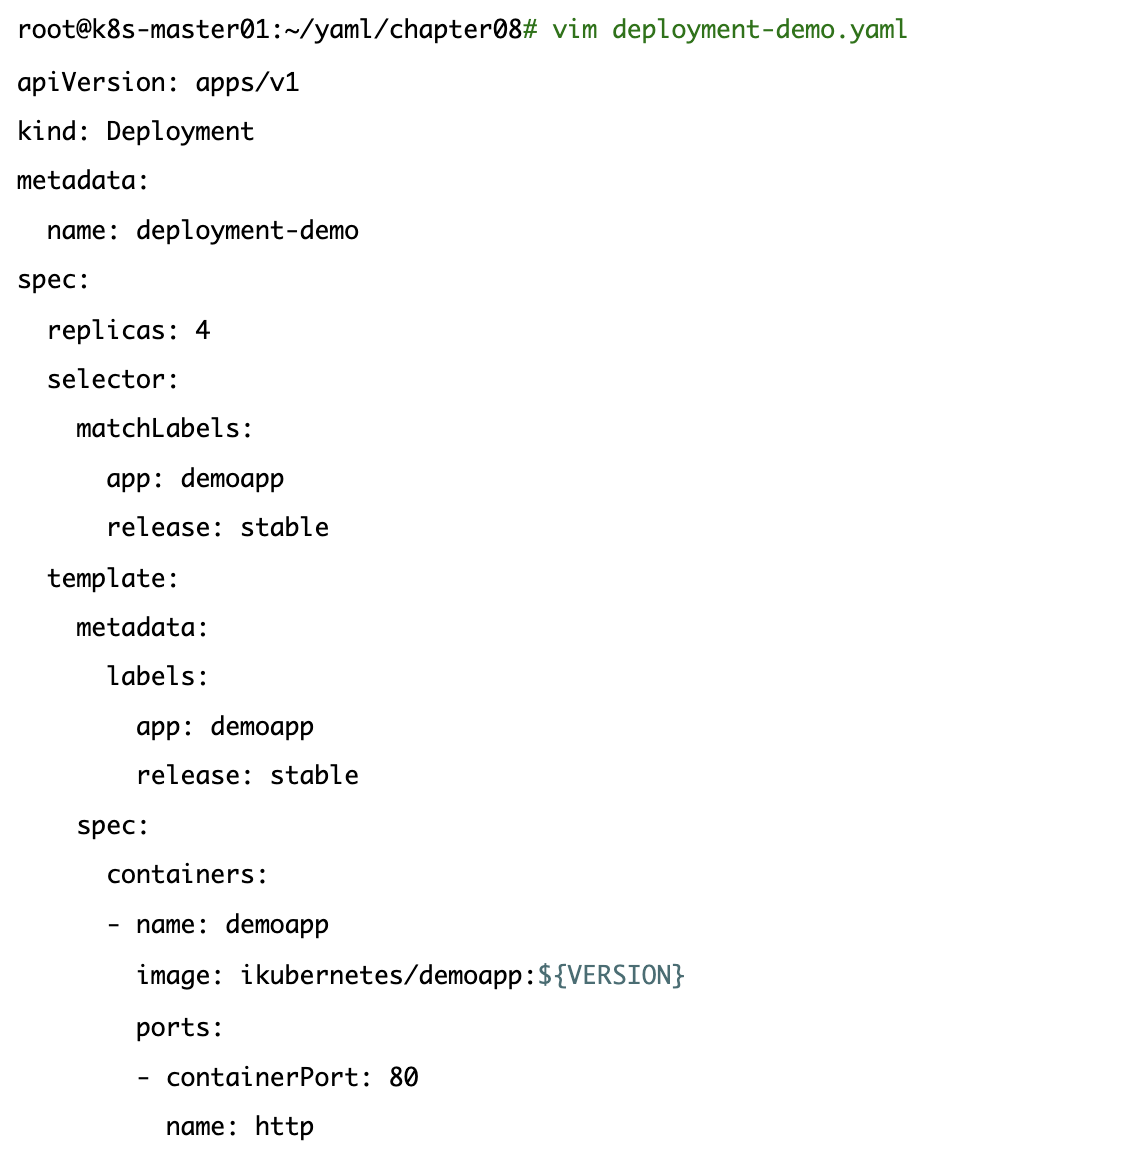 root@k8s-master01:~/yaml/chapter08# vim deployment-demo.yaml
apiVersion: apps/v1
kind: Deployment
metadata:
  name: deployment-demo
spec:
  replicas: 4
  selector:
    matchLabels:
      app: demoapp
      release: stable
  template:
    metadata:
      labels:
        app: demoapp
        release: stable
    spec:
      containers:
      - name: demoapp
        image: ikubernetes/demoapp:${VERSION}
        ports:
        - containerPort: 80
          name: http